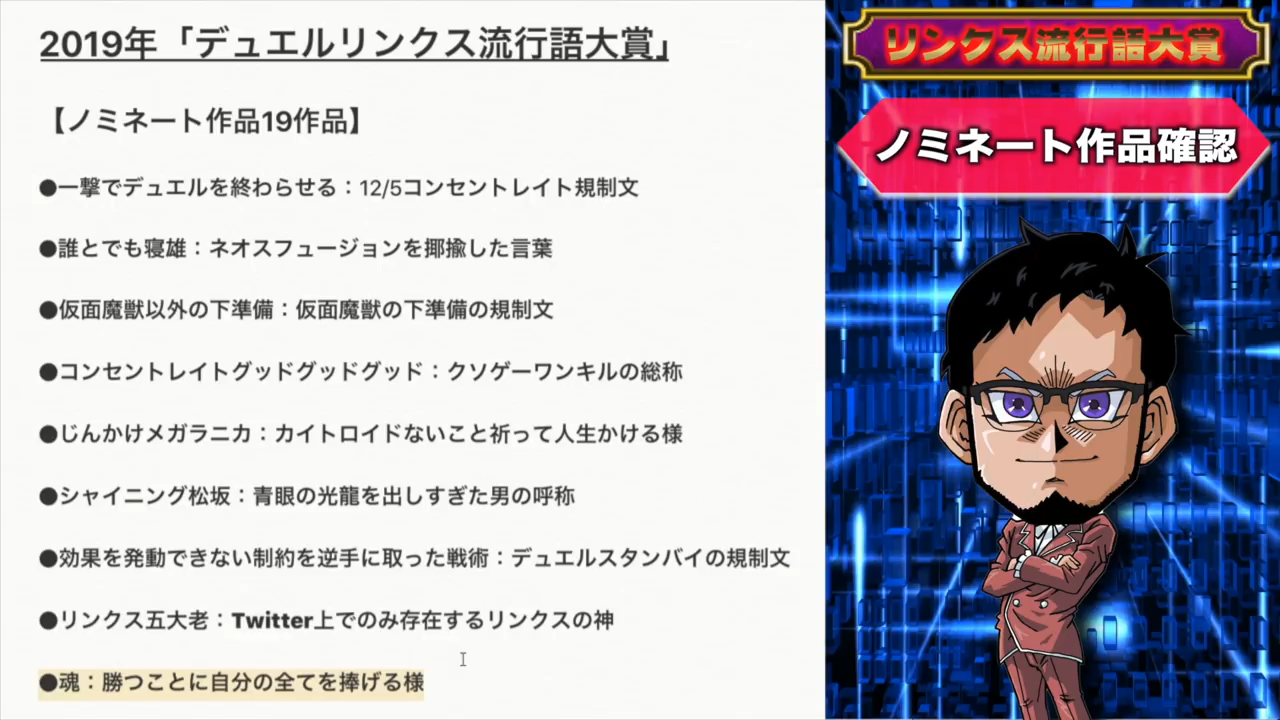 2019年「デュエルリンクス流行語大賞」
【ノミネート作品19作品】
●一撃でデュエルを終わらせる：12/5コンセントレイト規制文
●誰とでも寝雄：ネオスフュージョンを揶揄した言葉
●仮面魔獣以外の下準備：仮面魔獣の下準備の規制文
●コンセントレイトグッドグッドグッド：クソゲーワンキルの総称
●じんかけメガラニカ：カイトロイドないこと祈って人生かける様
●シャイニング松坂：青眼の光龍を出しすぎた男の呼称
●効果を発動できない制約を逆手に取った戦術：デュエルスタンバイの規制文
●リンクス五大老：Twitter上でのみ存在するリンクスの神
●魂：勝つことに自分の全てを捧げる様
リンクス流行語大賞
ノミネート作品確認